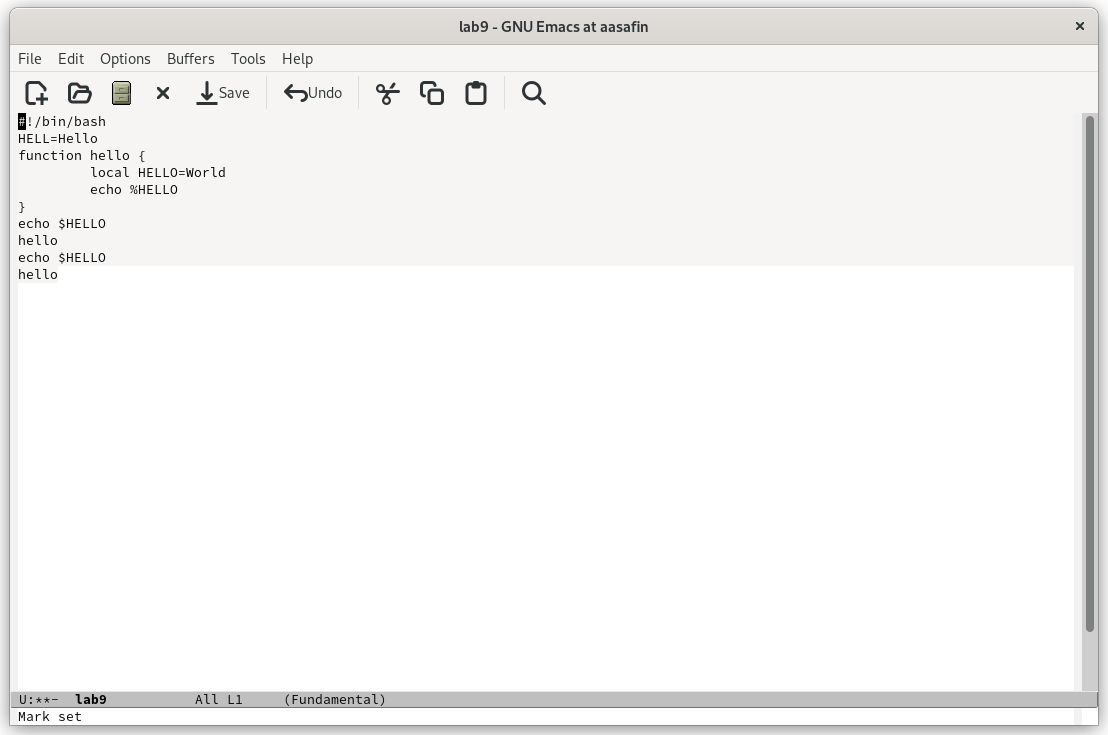 lab9 - GNU Emacs at aasafin ×
File Edit Options Buffers Tools Help
Save Undo
#!/bin/bash
HELL=Hello
function hello {
        local HELLO=World
        echo %HELLO
}
echo $HELLO
hello
echo $HELLO
hello
U:**-  lab9           All L1     (Fundamental)
Mark set